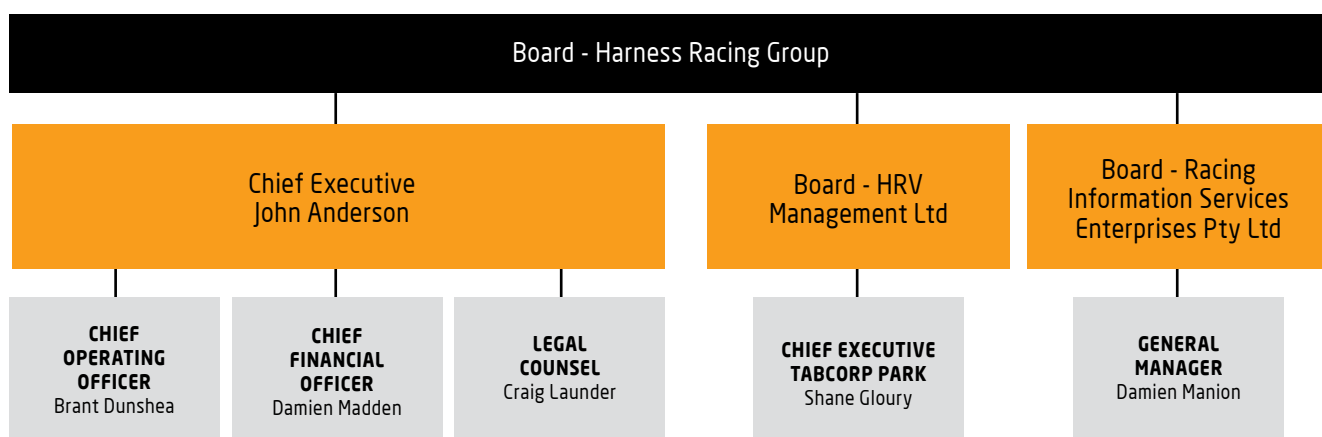 Board - Harness Racing Group
Chief Executive
John Anderson
Board - HRV
Management Ltd
Board - Racing
Information Services
Enterprises Pty Ltd
CHIEF
OPERATING
OFFICER
Brant Dunshea
CHIEF
FINANCIAL
OFFICER
Damien Madden
LEGAL
COUNSEL
Craig Launder
CHIEF EXECUTIVE
TABCORP PARK
Shane Gloury
GENERAL
MANAGER
Damien Manion